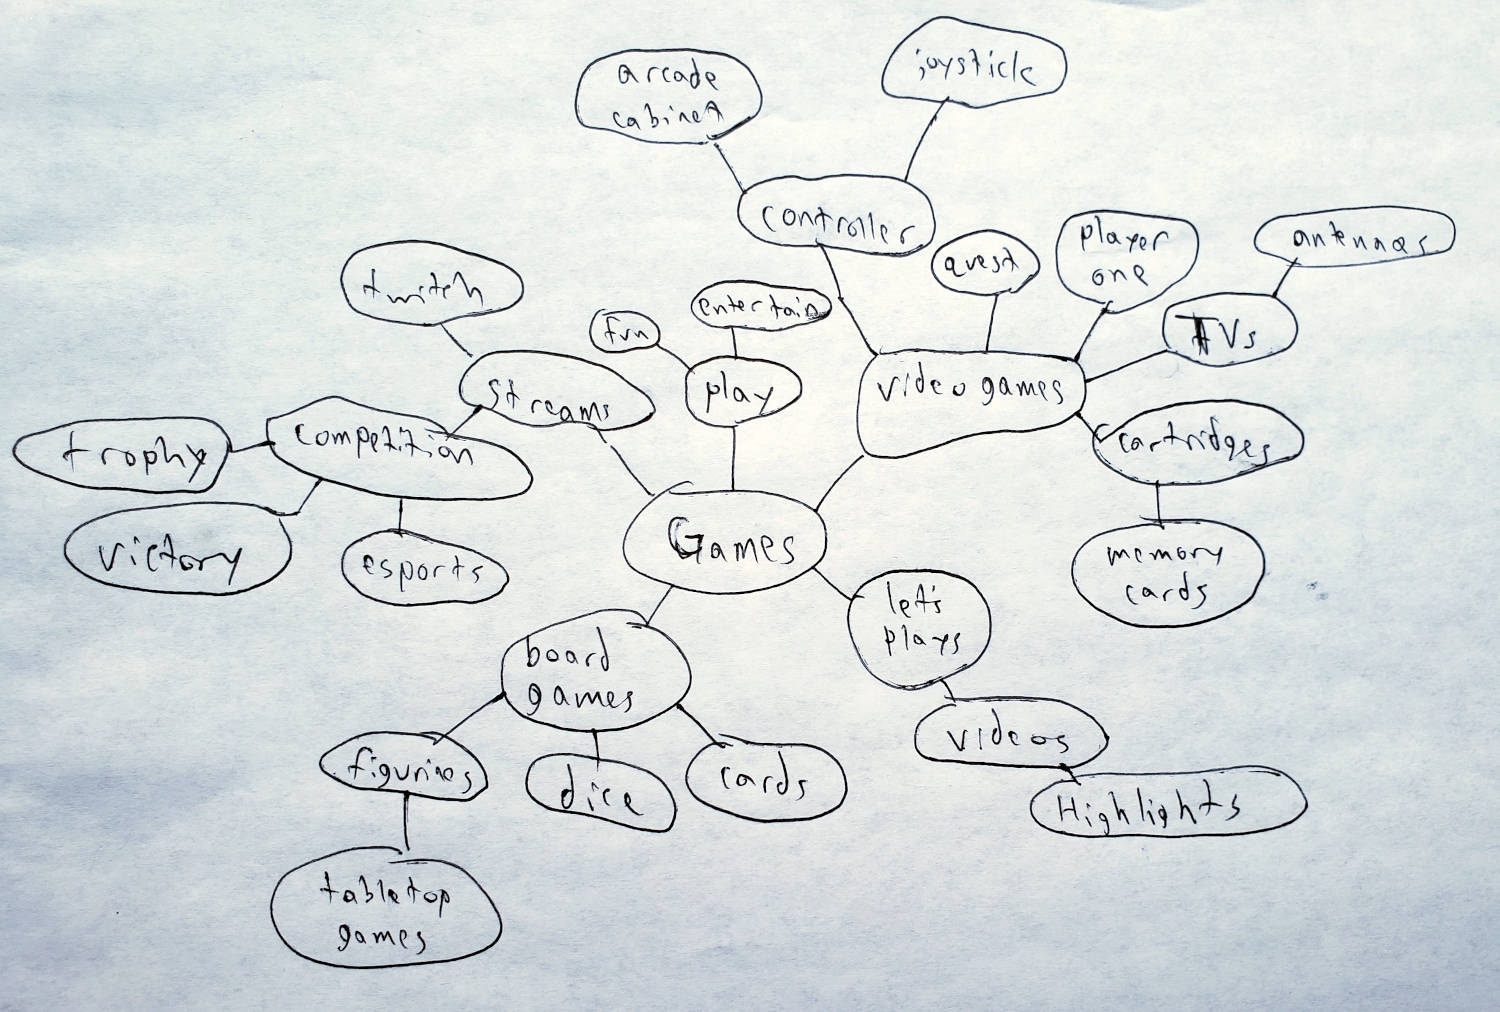 arcade
cabinet
joystick
controller
quest
player
one
antennaes
twitch
fun
entertain
TVs
streams
play
video games
trophy
competition
cartridges
victory
esports
Games
memory
cards
let's
plays
board
games
videos
figurines
dice
cards
Highlights
tabletop
games